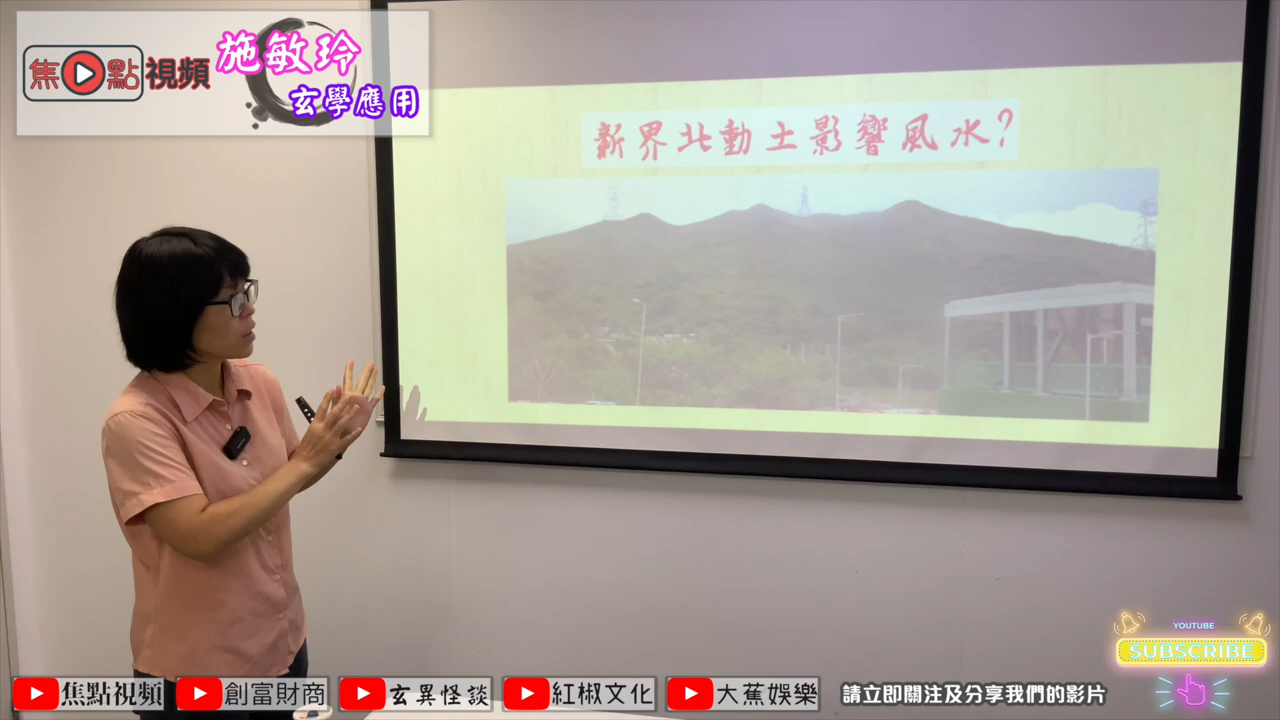 焦點視頻
施敏玲
玄學應用
新界北動土影響風水?
YOUTUBE
SUBSCRIBE
焦點視頻 創富財商 玄異怪談 紅椒文化 大蕉娛樂 請立即關注及分享我們的影片